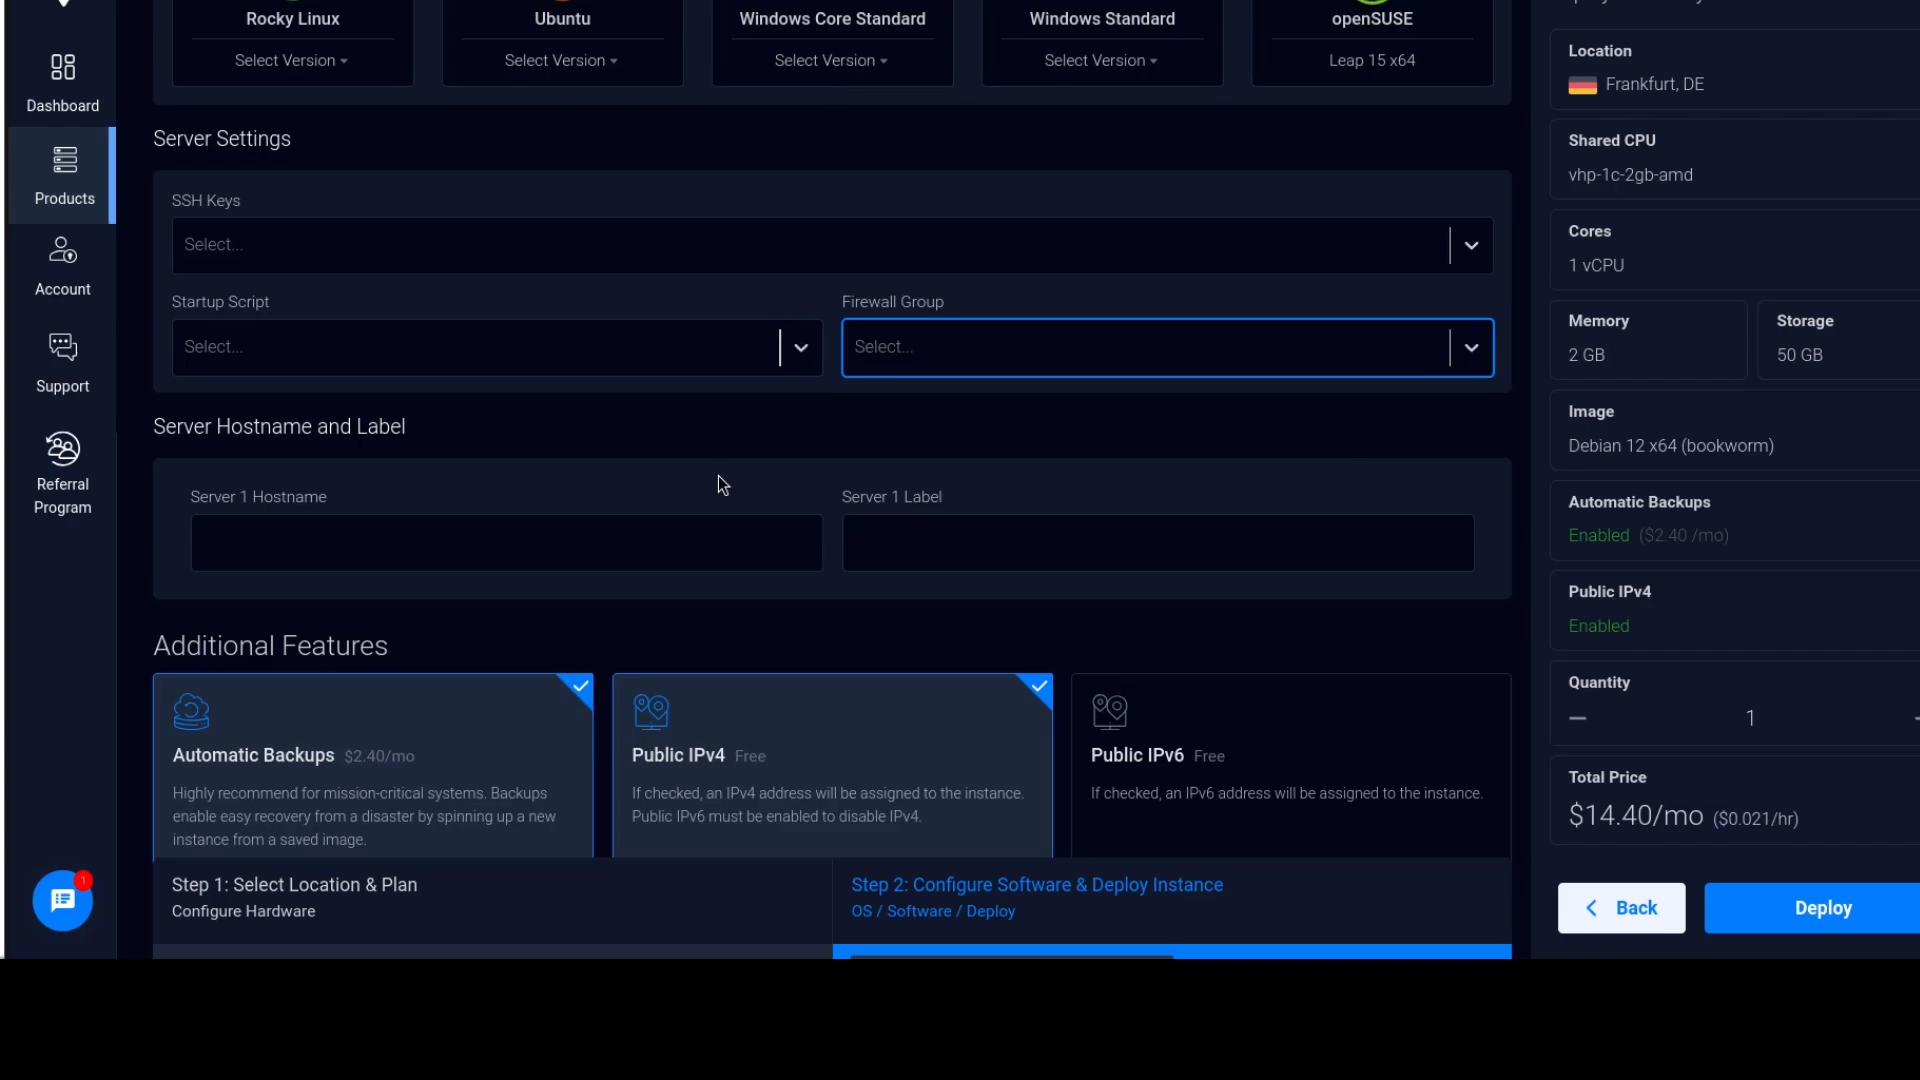 Rocky Linux
Select Version
Ubuntu
Select Version
Windows Core Standard
Select Version
Windows Standard
Select Version
openSUSE
Leap 15 x64
Dashboard
Products
Account
Support
Referral
Program
1
Server Settings
SSH Keys
Select...
Startup Script
Select...
Firewall Group
Select...
Server Hostname and Label
Server 1 Hostname
Server 1 Label
Additional Features
Automatic Backups $2.40/mo
Highly recommend for mission-critical systems. Backups
enable easy recovery from a disaster by spinning up a new
instance from a saved image.
Public IPv4 Free
If checked, an IPv4 address will be assigned to the instance.
Public IPv6 must be enabled to disable IPv4.
Public IPv6 Free
If checked, an IPv6 address will be assigned to the instance.
Step 1: Select Location & Plan
Configure Hardware
Step 2: Configure Software & Deploy Instance
OS / Software / Deploy
Location
Frankfurt, DE
Shared CPU
vhp-1c-2gb-amd
Cores
1 vCPU
Memory
2 GB
Storage
50 GB
Image
Debian 12 x64 (bookworm)
Automatic Backups
Enabled ($2.40 /mo)
Public IPv4
Enabled
Quantity
1
Total Price
$14.40/mo ($0.021/hr)
Back
Deploy